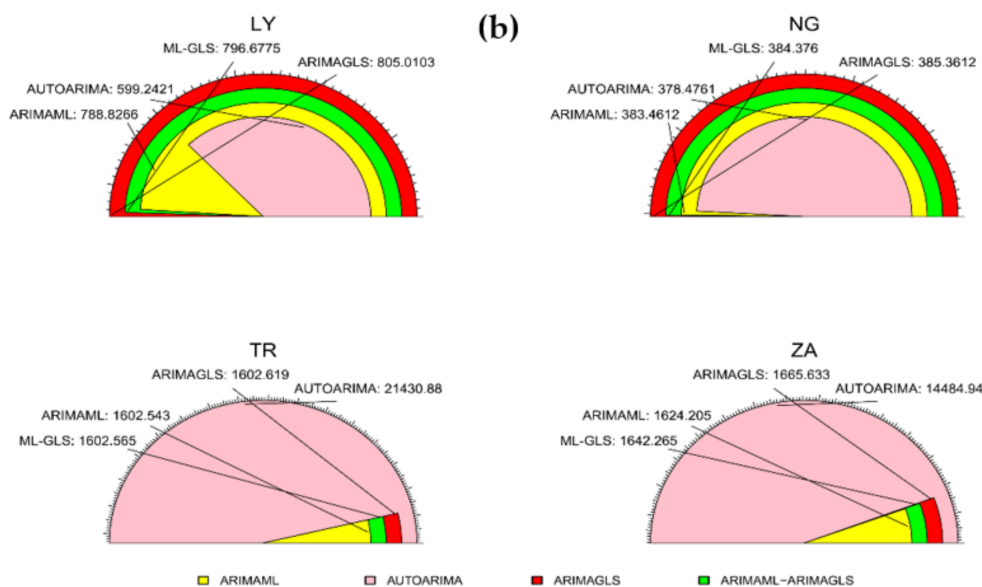 (b)
LY
ML-GLS: 796.6775
ARIMAGLS: 805.0103
AUTOARIMA: 599.2421
ARIMAML: 788.8266
NG
ML-GLS: 384.376
ARIMAGLS: 385.3612
AUTOARIMA: 378.4761
ARIMAML: 383.4612
TR
ARIMAGLS: 1602.619
AUTOARIMA: 21430.88
ARIMAML: 1602.543
ML-GLS: 1602.565
ZA
ARIMAGLS: 1665.633
AUTOARIMA: 14484.94
ARIMAML: 1624.205
ML-GLS: 1642.265
ARIMAML AUTOARIMA ARIMAGLS ARIMAML-ARIMAGLS